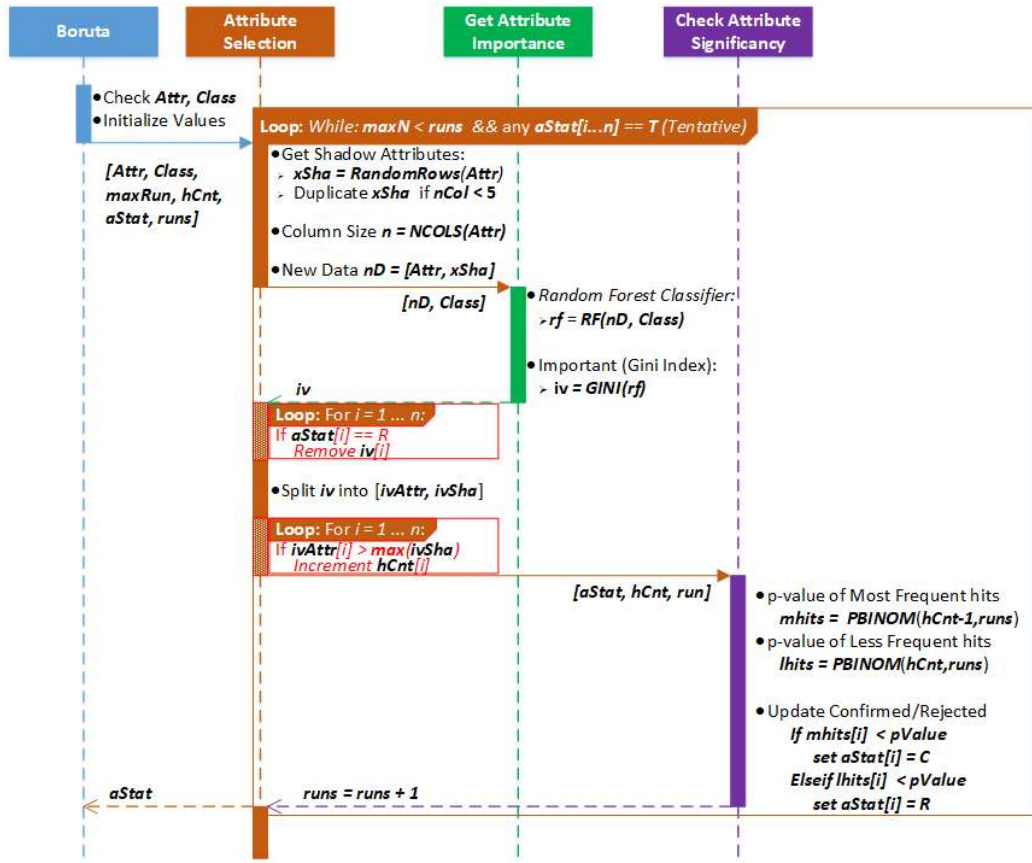 Boruta
Attribute
Selection
Get Attribute
Importance
Check Attribute
Significancy
●Check Attr, Class
●Initialize Values
Loop: While: maxN < runs && any aStat[i...n] == T (Tentative)
[Attr, Class,
maxRun, hCnt,
aStat, runs]
●Get Shadow Attributes:
➢ xSha = RandomRows(Attr)
➢ Duplicate xSha if nCol < 5
●Column Size n = NCOLS(Attr)
●New Data nD = [Attr, xSha]
[nD, Class]
●Random Forest Classifier:
➢rf = RF(nD, Class)
●Important (Gini Index):
➢ iv = GINI(rf)
iv
Loop: For i = 1 ... n:
If aStat[i] == R
Remove iv[i]
●Split iv into [ivAttr, ivSha]
Loop: For i = 1 ... n:
If ivAttr[i] > max(ivSha)
Increment hCnt[i]
[aStat, hCnt, run]
●p-value of Most Frequent hits
mhits = PBINOM(hCnt-1,runs)
●p-value of Less Frequent hits
lhits = PBINOM(hCnt,runs)
●Update Confirmed/Rejected
If mhits[i] < pValue
set aStat[i] = C
Elseif lhits[i] < pValue
set aStat[i] = R
aStat
runs = runs + 1